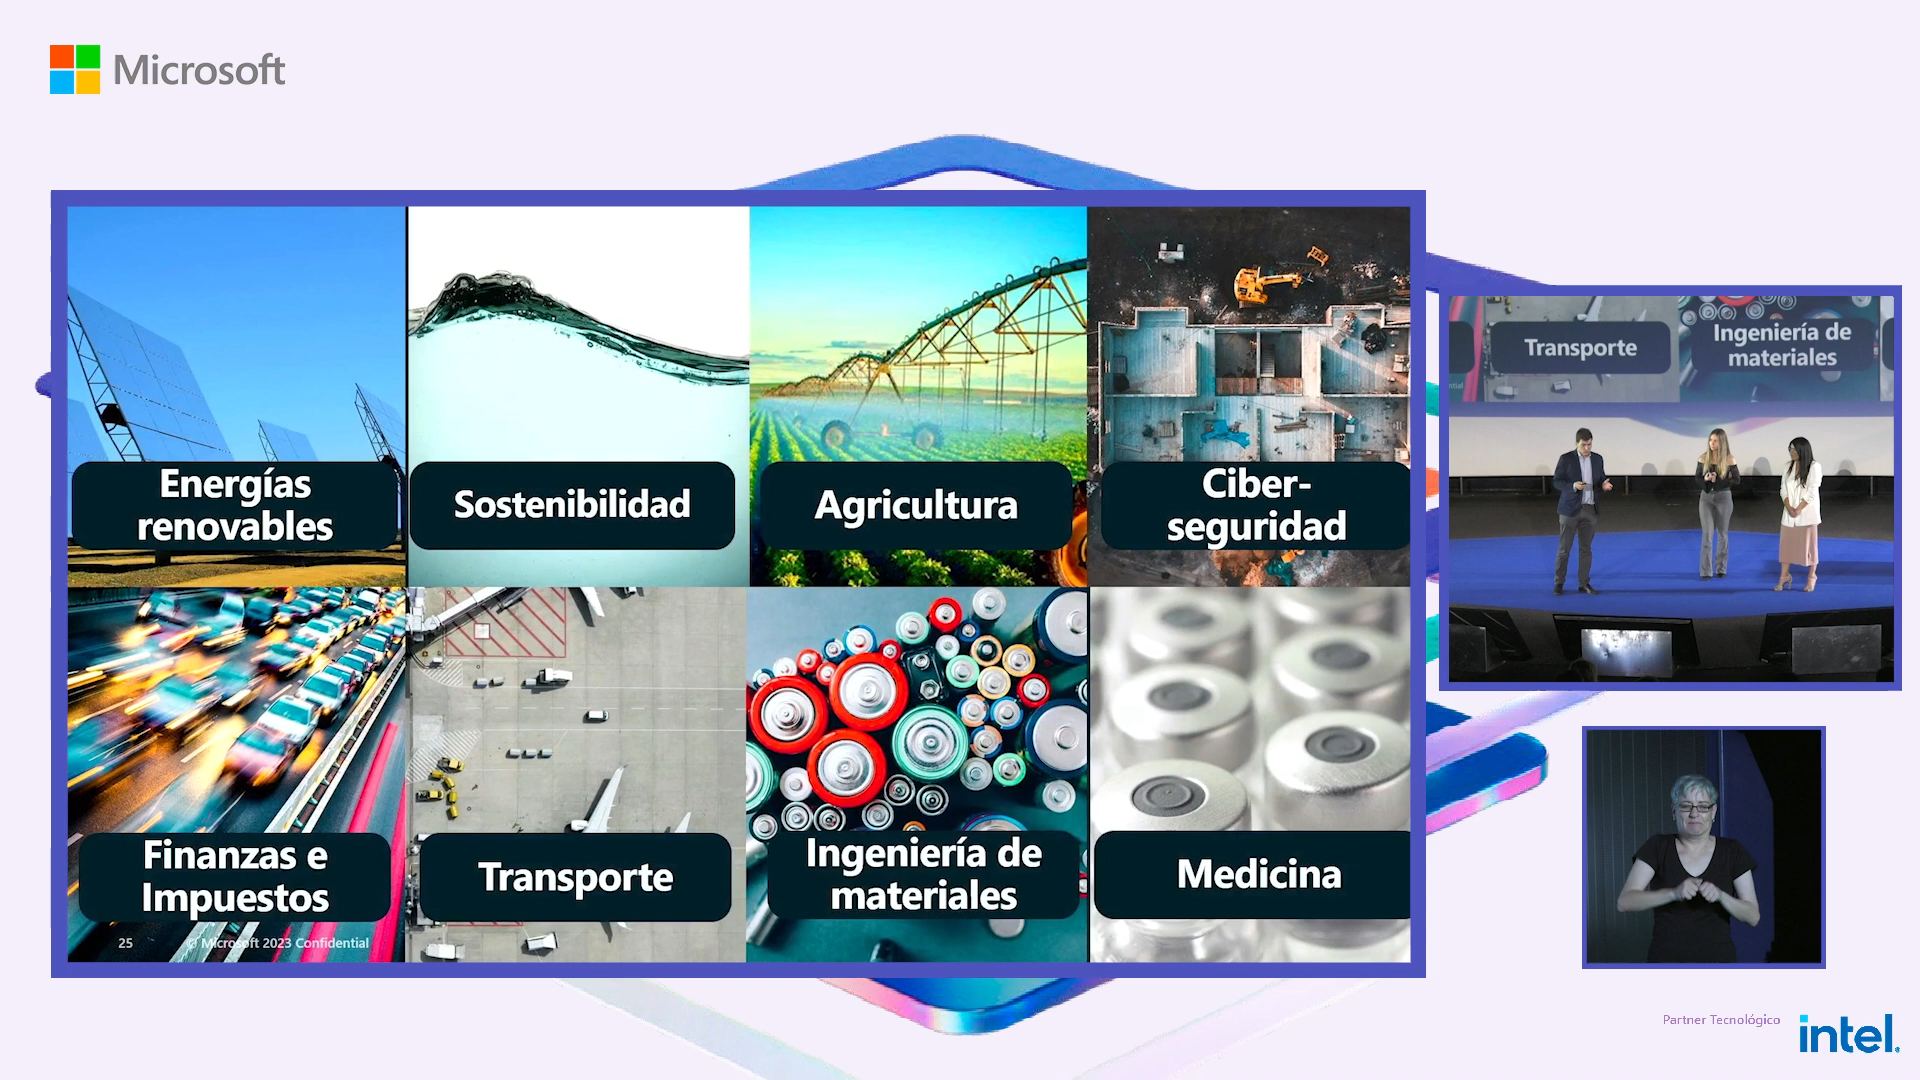 Microsoft
Energías
renovables
Sostenibilidad
Agricultura
Ciber-
seguridad
Finanzas e
Impuestos
Transporte
Ingeniería de
materiales
Medicina
25
© Microsoft 2023 Confidential
Transporte
Ingeniería de
materiales
Partner Tecnológico
intel.